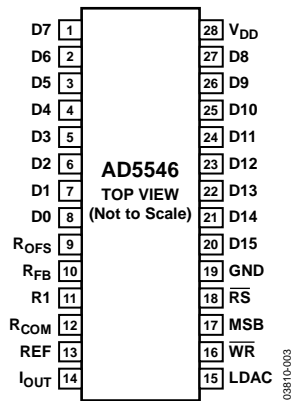 D7 1 28 VDD
D6 2 27 D8
D5 3 26 D9
D4 4 25 D10
D3 5 24 D11
D2 6 23 D12
D1 7 22 D13
D0 8 21 D14
ROFS 9 20 D15
RFB 10 19 GND
R1 11 18 RS
RCOM 12 17 MSB
REF 13 16 WR
IOUT 14 15 LDAC
AD5546
TOP VIEW
(Not to Scale)
03810-003